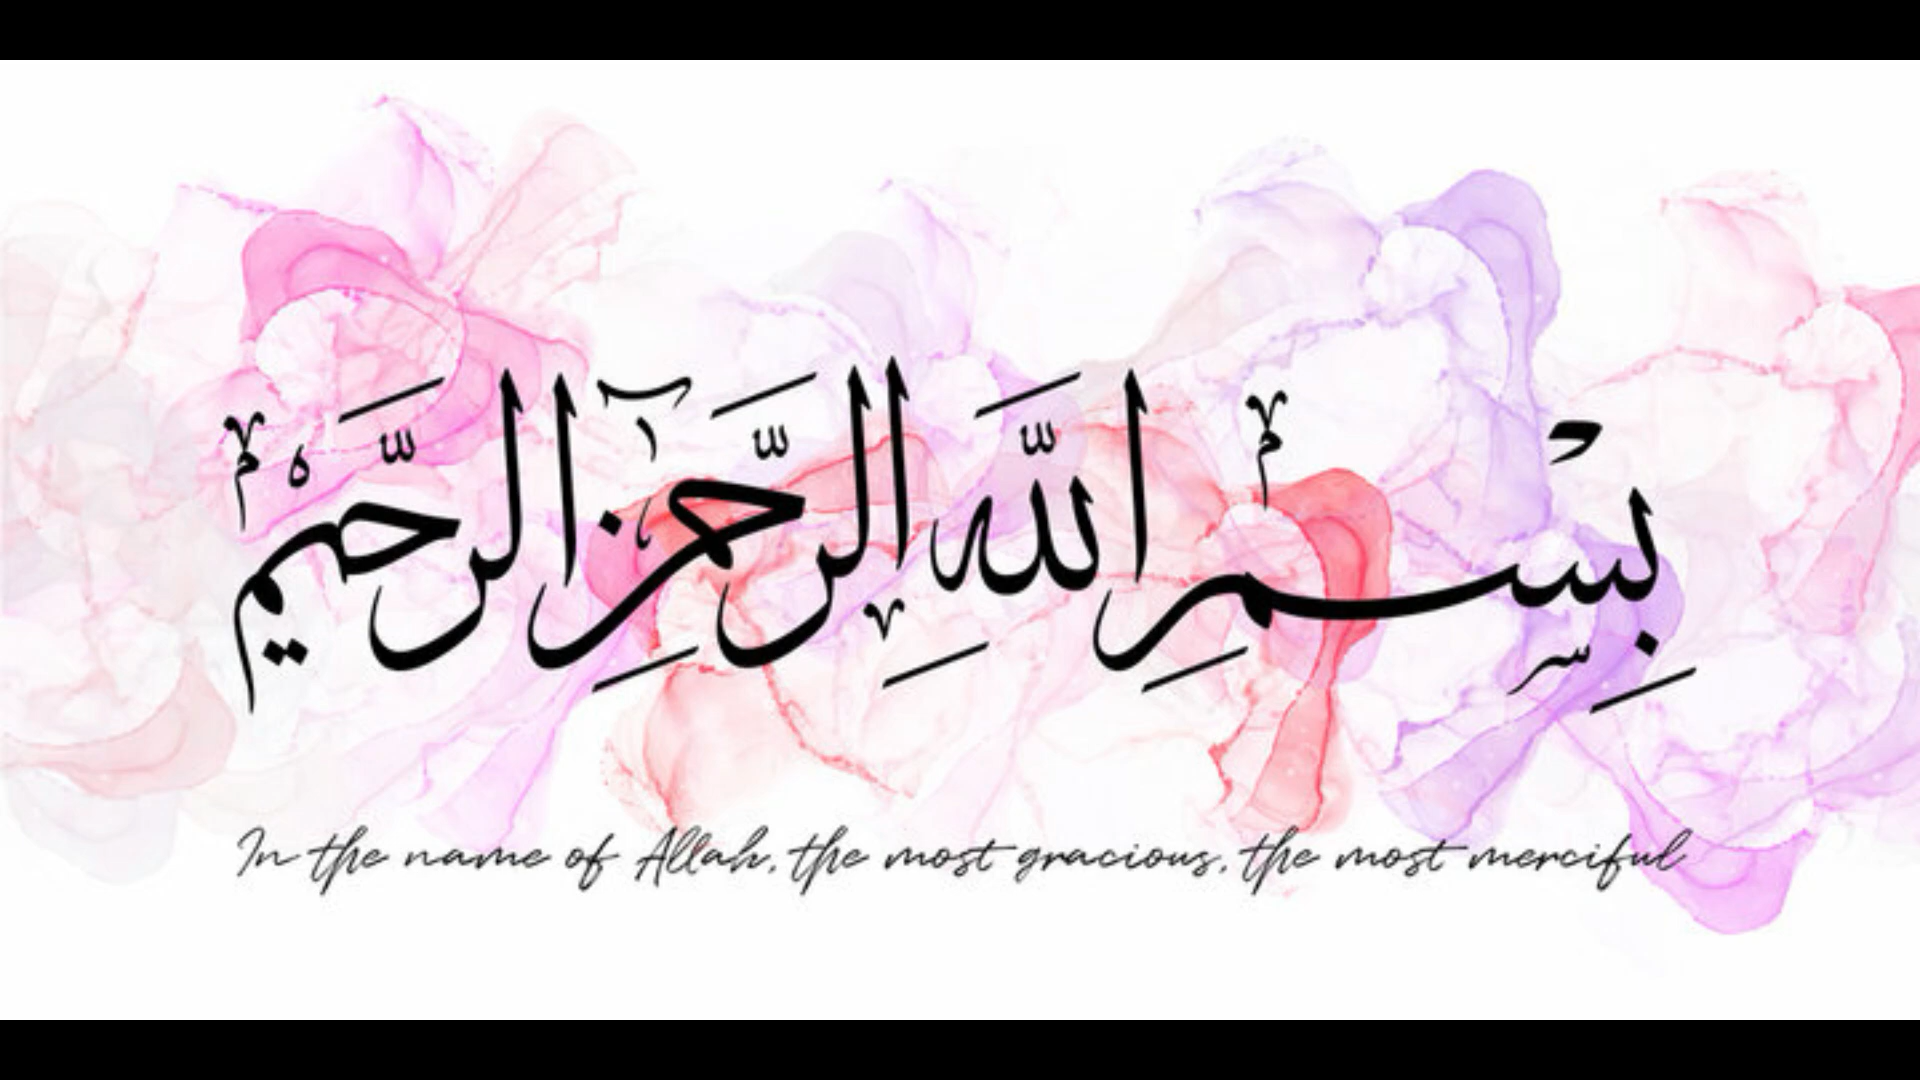 بِسْمِ اللَّهِ الرَّحْمَٰنِ الرَّحِيمِ
In the name of Allah, the most gracious, the most merciful